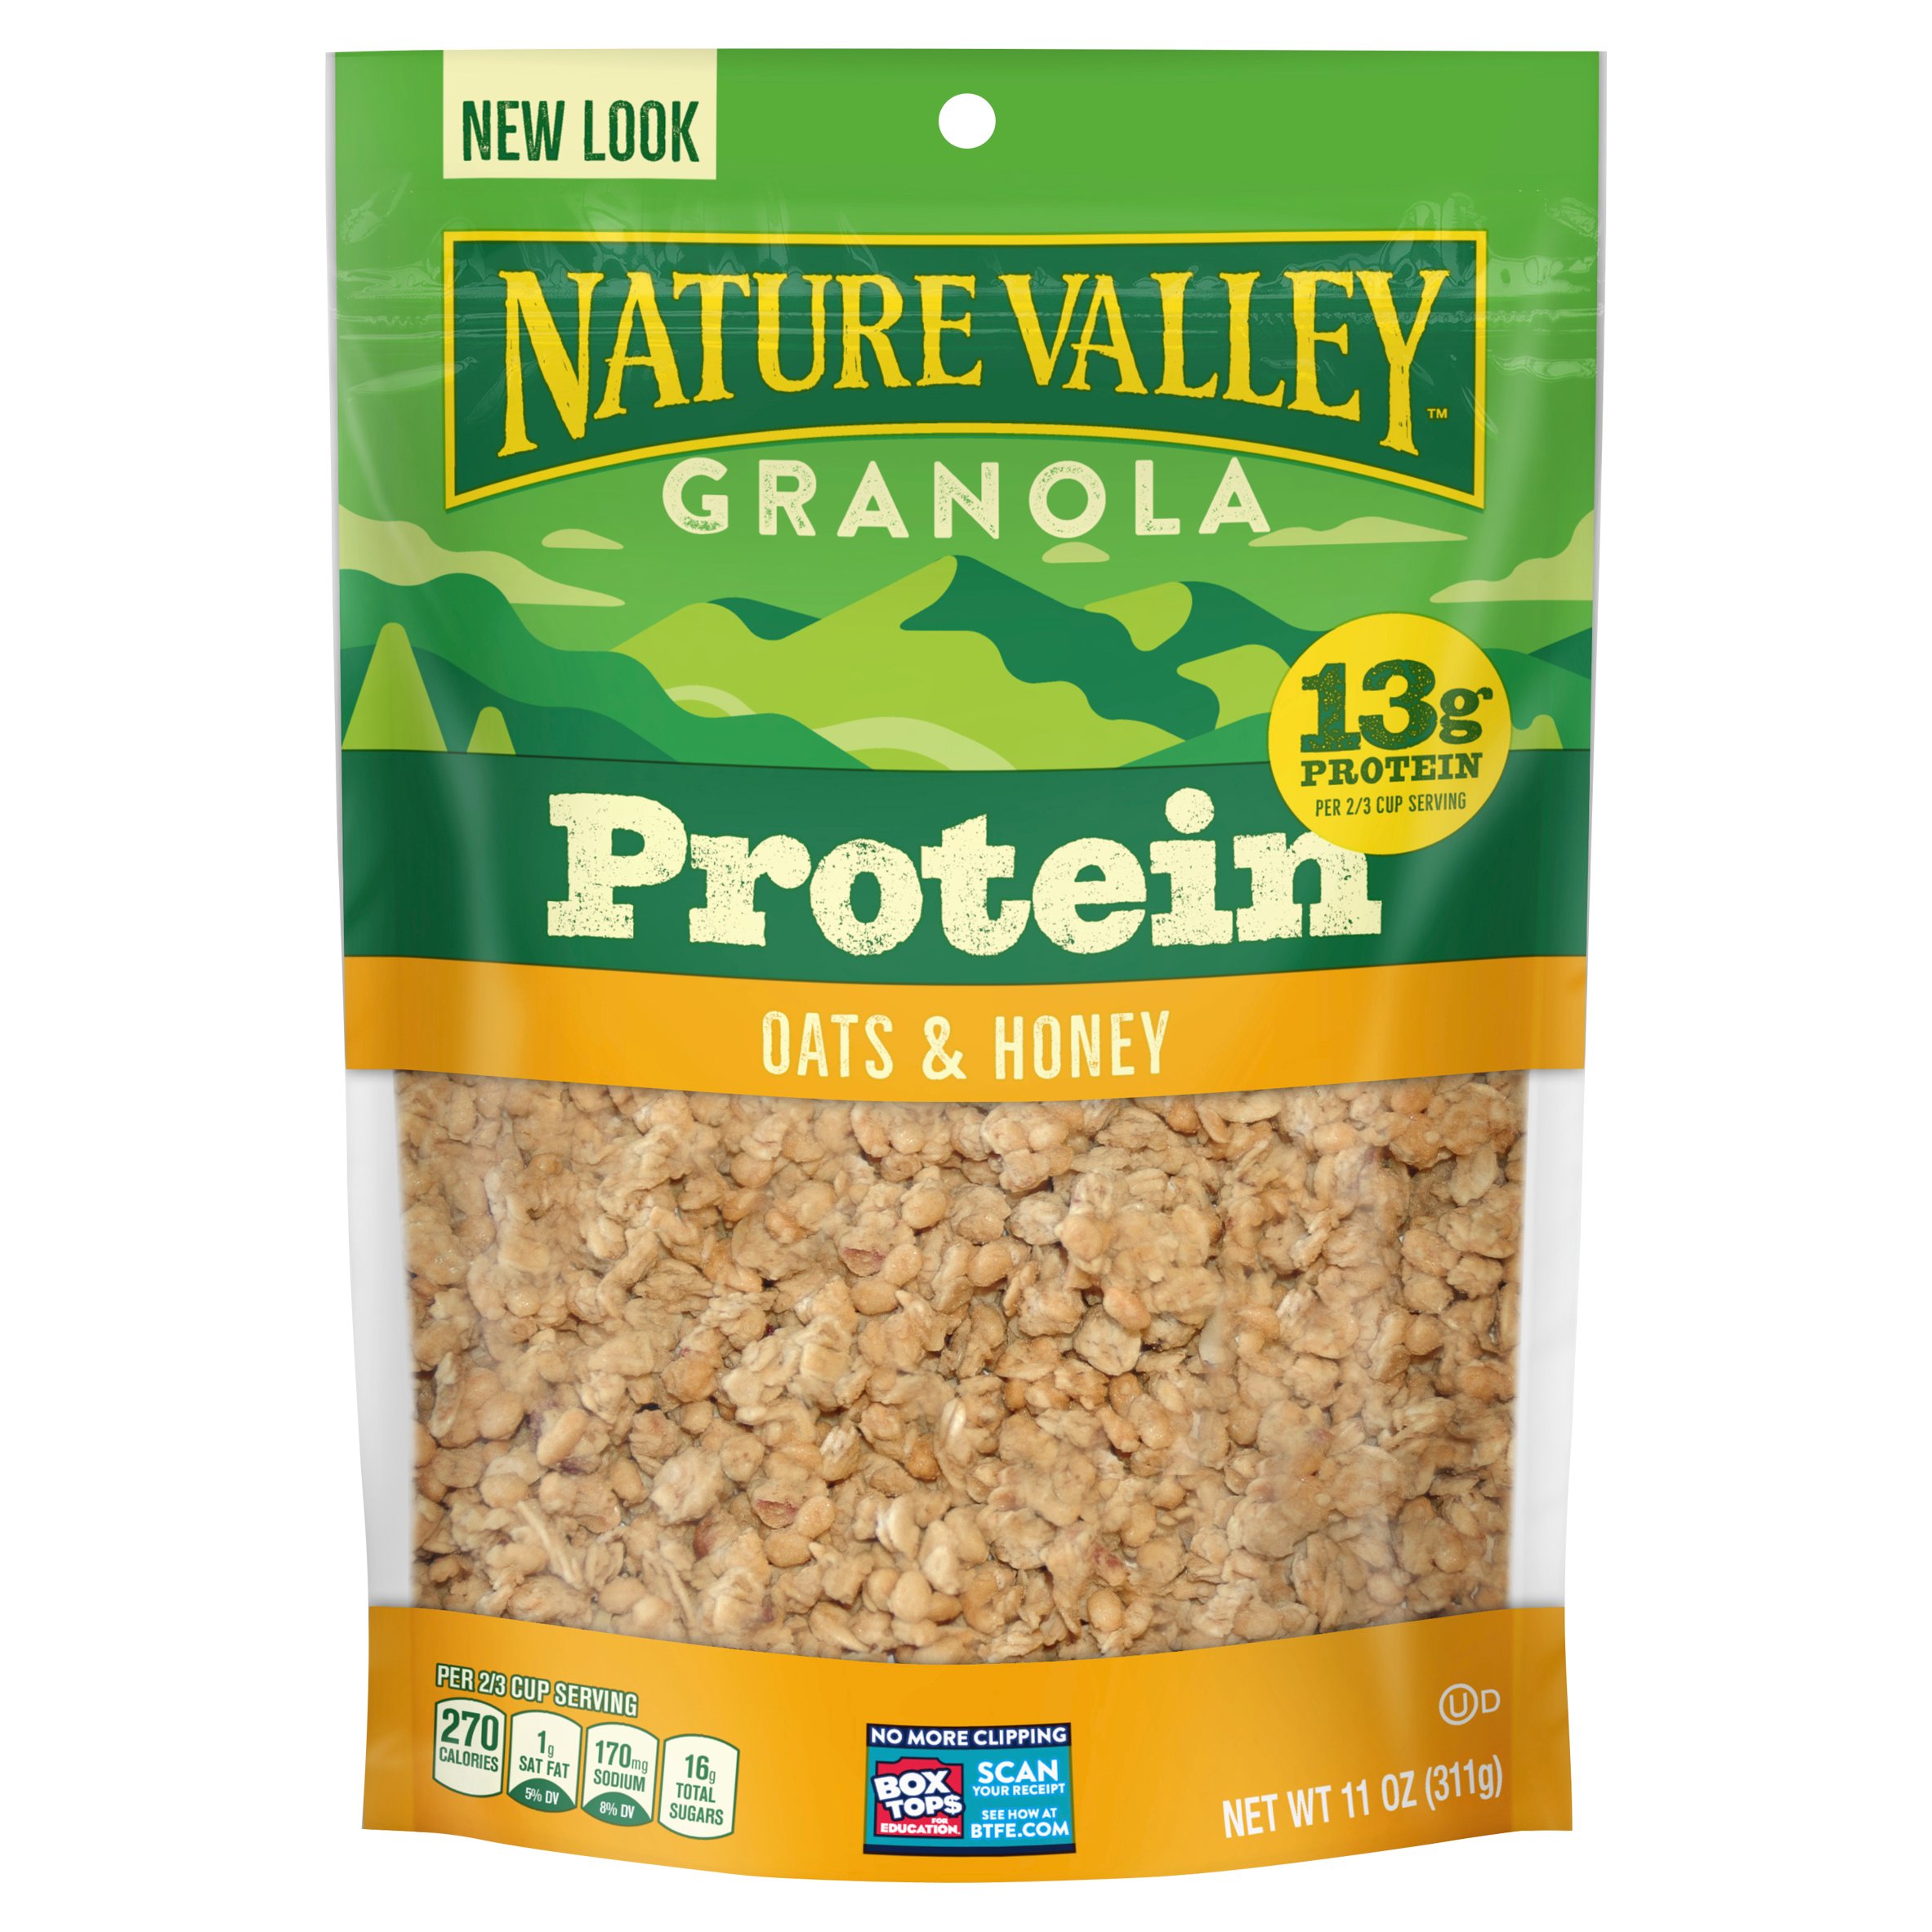 NEW LOOK
NATURE VALLEY™
GRANOLA
13g
PROTEIN
PER 2/3 CUP SERVING
Protein
OATS & HONEY
PER 2/3 CUP SERVING
270
CALORIES
1g
SAT FAT
5% DV
170mg
SODIUM
8% DV
16g
TOTAL
SUGARS
NO MORE CLIPPING
BOX
TOP$
FOR
EDUCATION.
SCAN
YOUR RECEIPT
SEE HOW AT
BTFE.COM
U D
NET WT 11 OZ (311g)